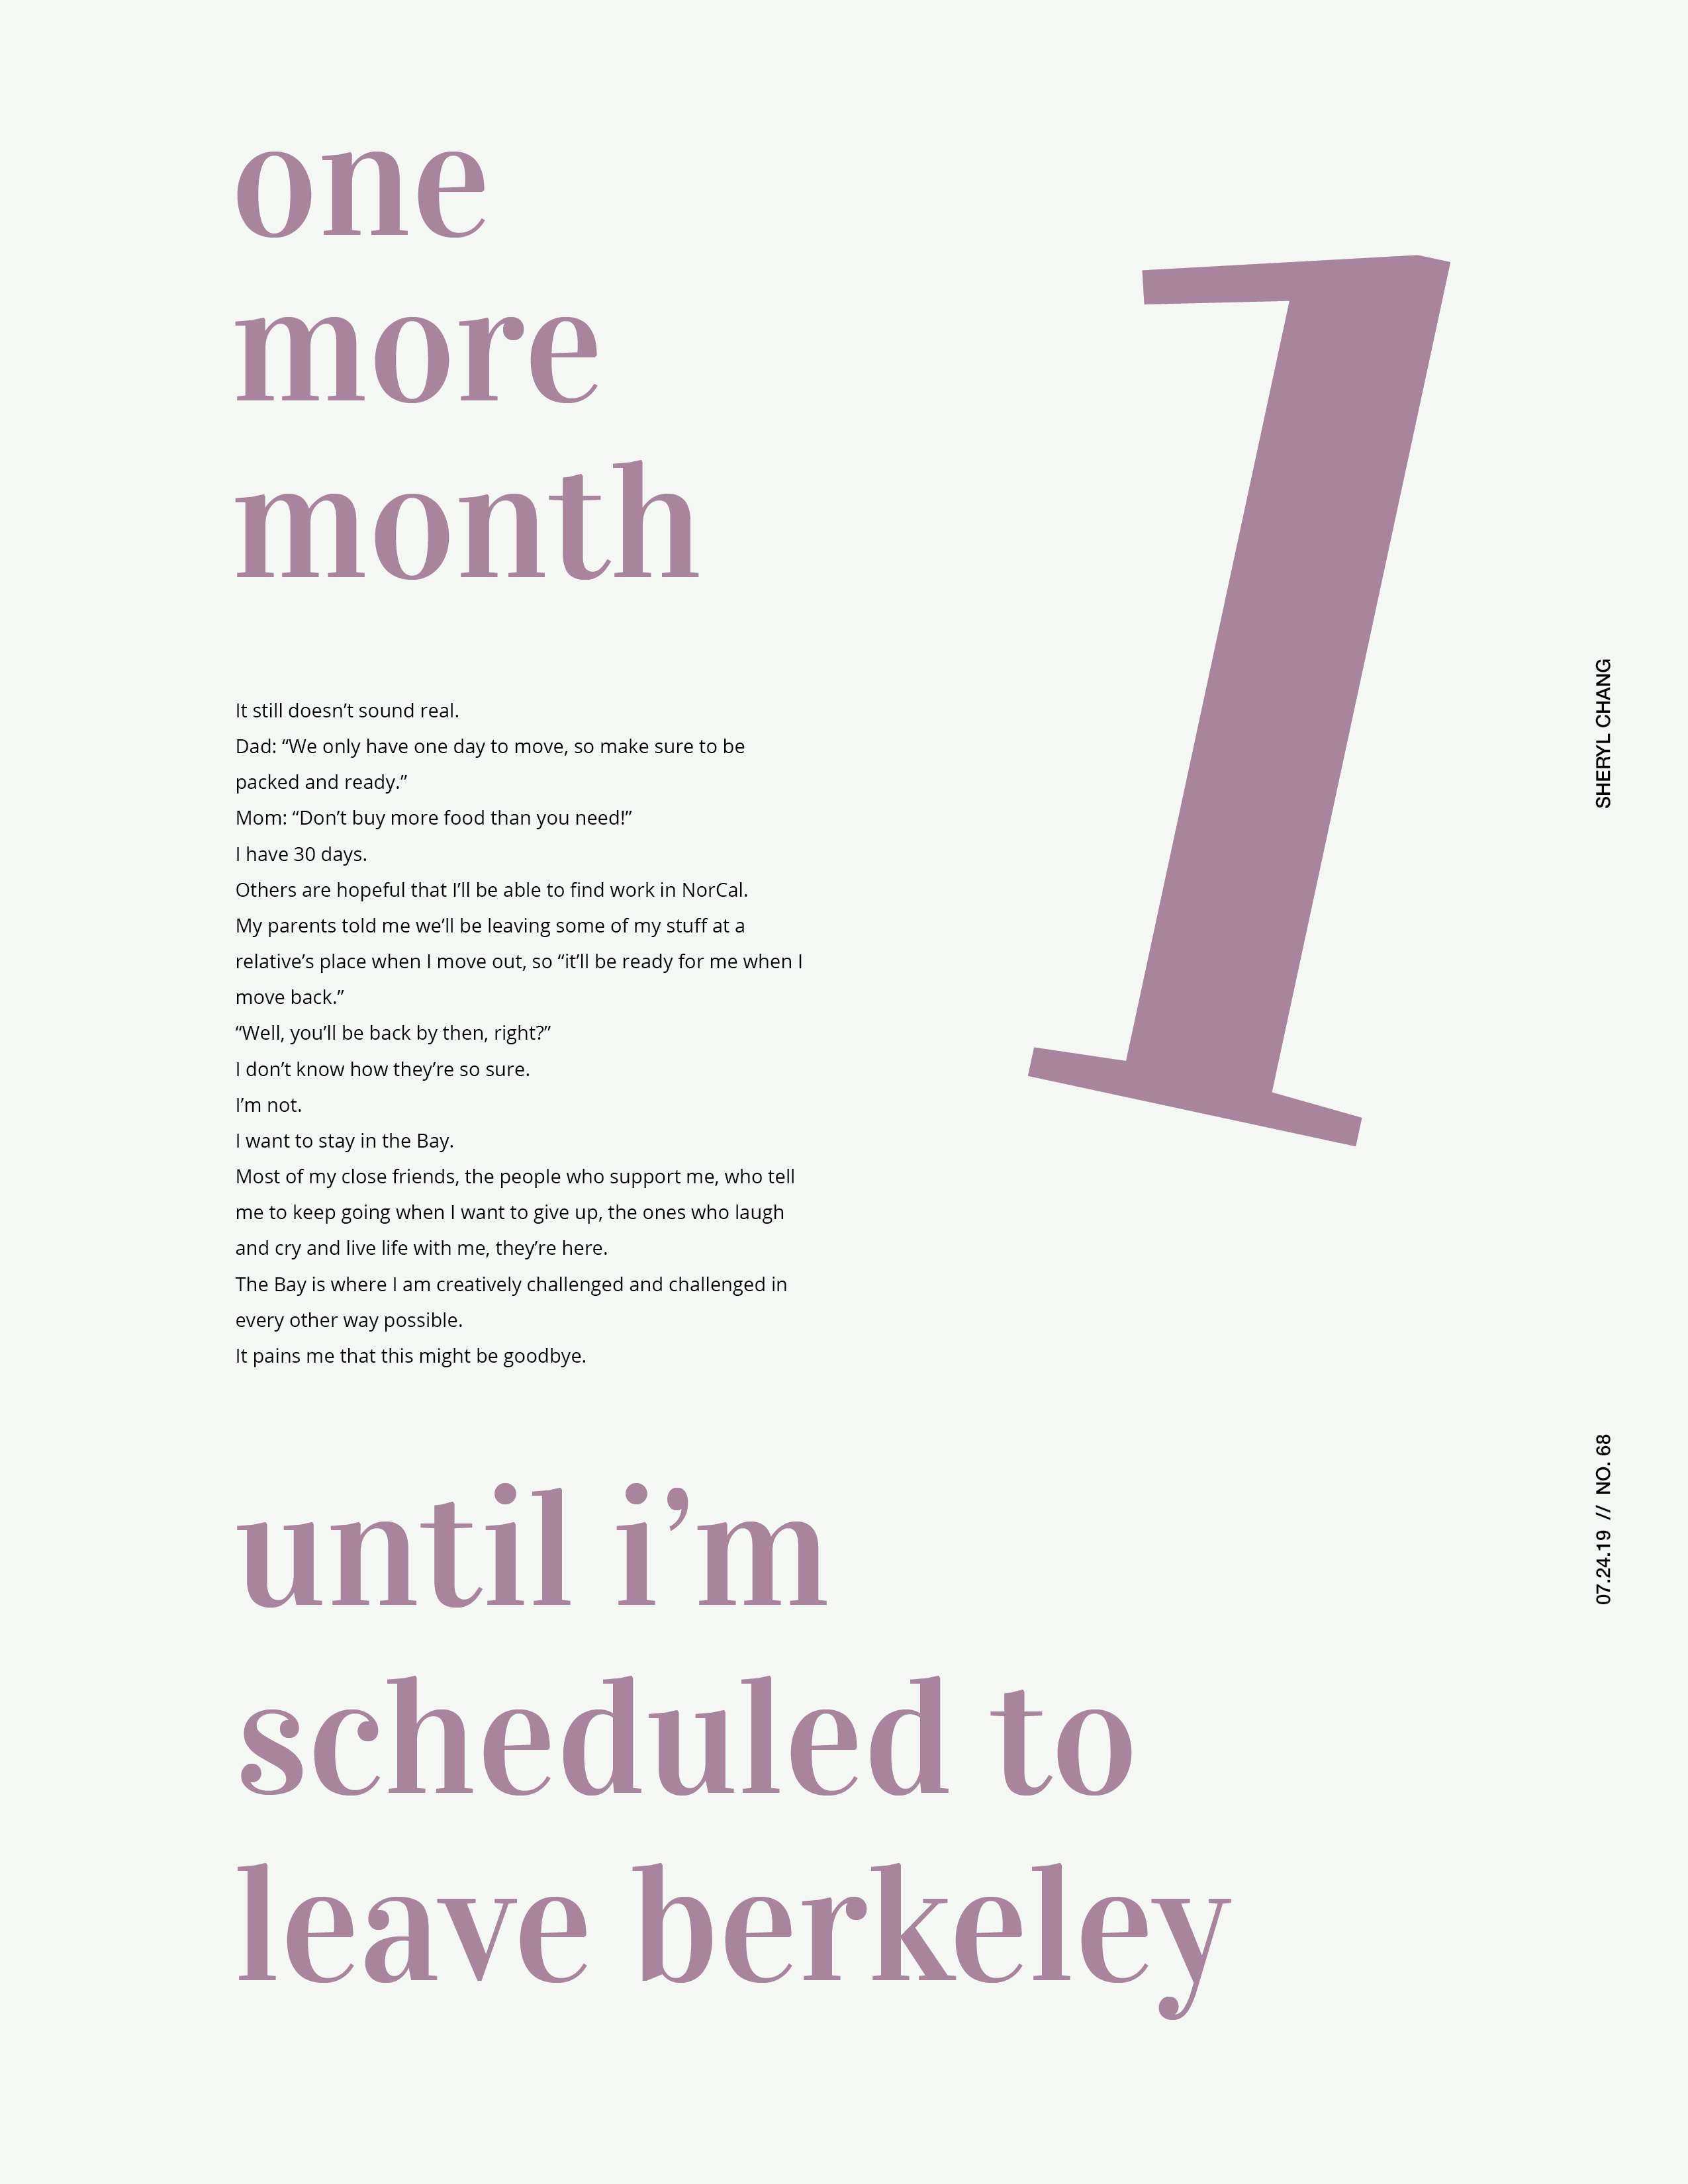 one
more
month
1
It still doesn’t sound real.
Dad: “We only have one day to move, so make sure to be
packed and ready.”
Mom: “Don’t buy more food than you need!”
I have 30 days.
Others are hopeful that I’ll be able to find work in NorCal.
My parents told me we’ll be leaving some of my stuff at a
relative’s place when I move out, so “it’ll be ready for me when I
move back.”
“Well, you’ll be back by then, right?”
I don’t know how they’re so sure.
I’m not.
I want to stay in the Bay.
Most of my close friends, the people who support me, who tell
me to keep going when I want to give up, the ones who laugh
and cry and live life with me, they’re here.
The Bay is where I am creatively challenged and challenged in
every other way possible.
It pains me that this might be goodbye.
until i’m
scheduled to
leave berkeley
SHERYL CHANG
07.24.19 // NO. 68